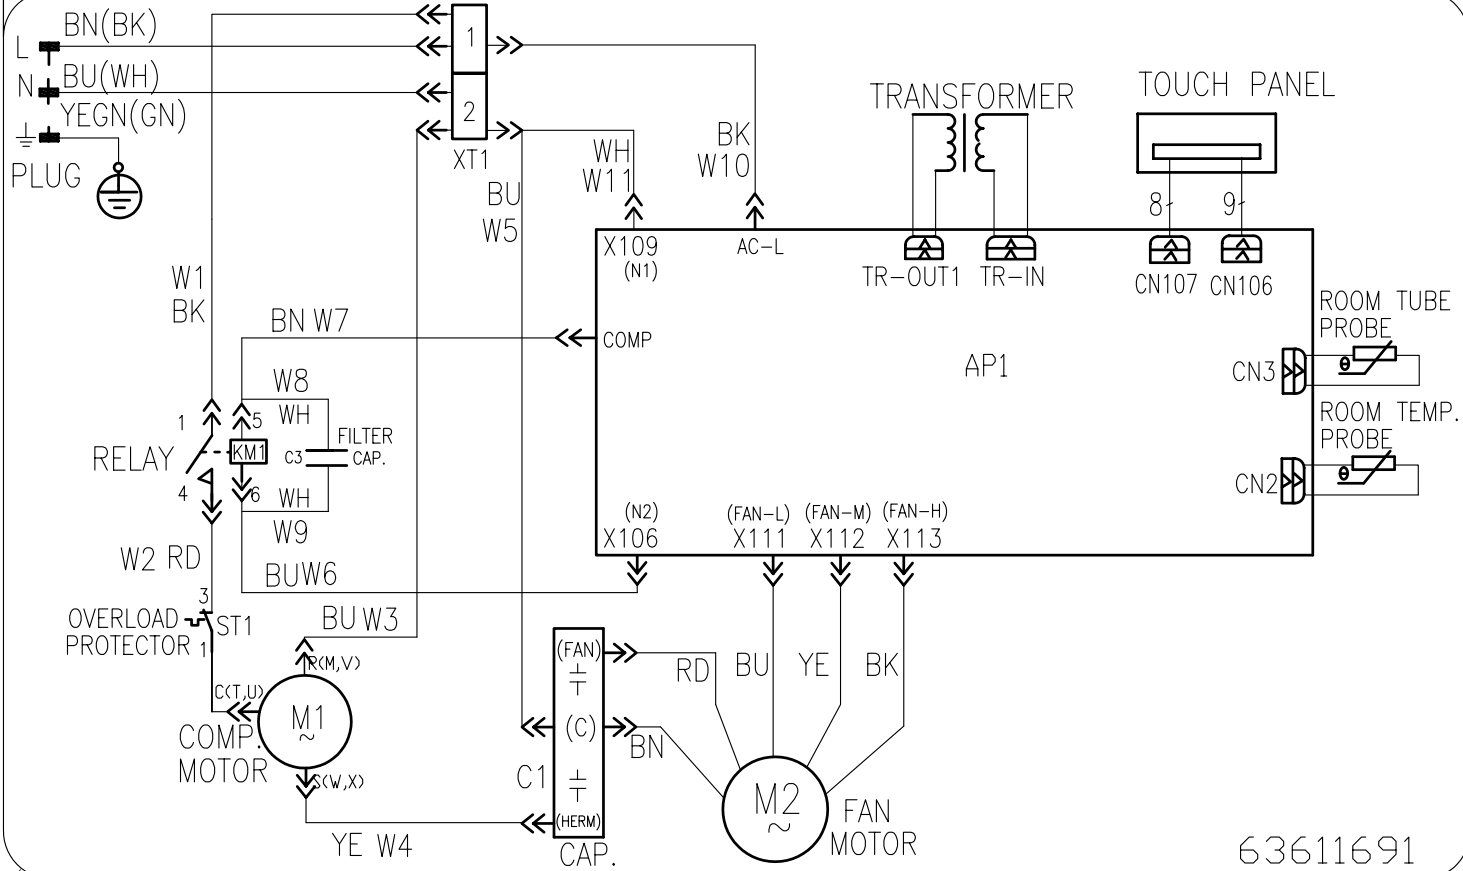 BN(BK)
L
BU(WH)
N
YEGN(GN)
PLUG
1
2
XT1
BU
W5
WH
W11
BK
W10
TRANSFORMER
TOUCH PANEL
8
9
X109
(N1)
AC-L
TR-OUT1
TR-IN
CN107
CN106
W1
BK
BN W7
COMP
AP1
ROOM TUBE
PROBE
θ
CN3
ROOM TEMP.
PROBE
θ
CN2
W8
WH
1
5
RELAY
KM1
C3
FILTER
CAP.
4
6
WH
W9
W2 RD
BU W6
(N2)
X106
(FAN-L)
X111
(FAN-M)
X112
(FAN-H)
X113
3
OVERLOAD
PROTECTOR
ST1
1
BU W3
R(M,V)
C(T,U)
M1
~
COMP.
MOTOR
S(W,X)
YE W4
(FAN)
(C)
C1
(HERM)
CAP.
RD
BU
YE
BK
BN
M2
~
FAN
MOTOR
63611691